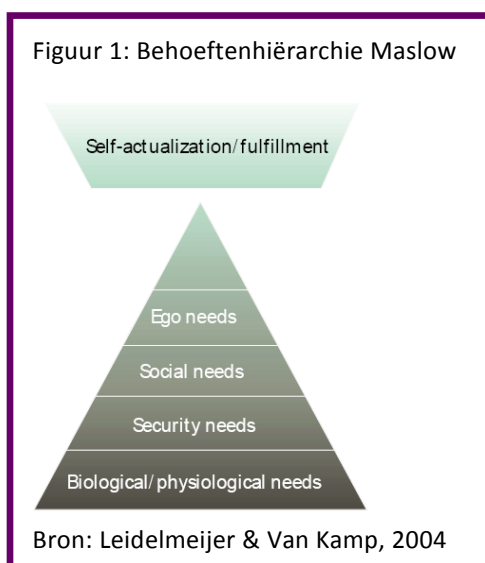 Figuur 1: Behoeftenhiërarchie Maslow
Self-actualization/fulfillment
Ego needs
Social needs
Security needs
Biological/physiological needs
Bron: Leidelmeijer & Van Kamp, 2004